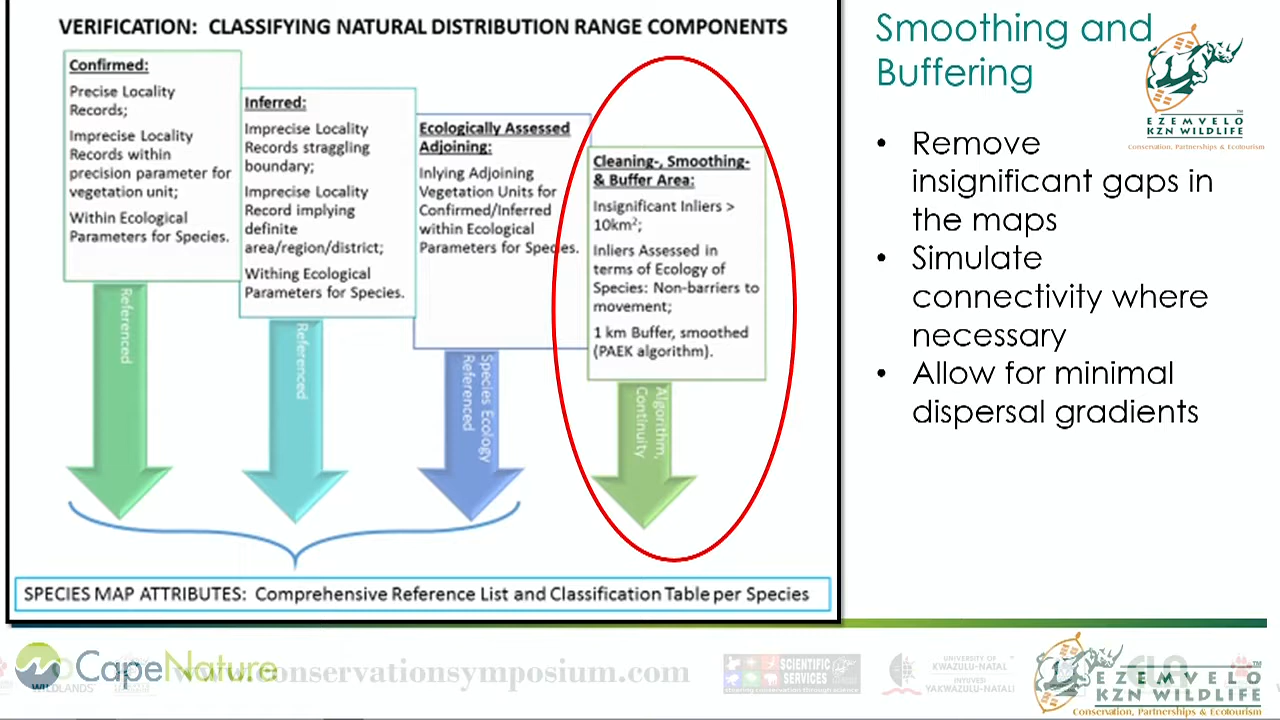 VERIFICATION: CLASSIFYING NATURAL DISTRIBUTION RANGE COMPONENTS
Confirmed:
Precise Locality
Records;
Imprecise Locality
Records within
precision parameter for
vegetation unit;
Within Ecological
Parameters for Species.
Referenced
Inferred:
Imprecise Locality
Records straggling
boundary;
Imprecise Locality
Record implying
definite
area/region/district;
Withing Ecological
Parameters for Species.
Referenced
Ecologically Assessed
Adjoining:
Inlying Adjoining
Vegetation Units for
Confirmed/Inferred
within Ecological
Parameters for Species.
Species Ecology
Referenced
Cleaning-, Smoothing-
& Buffer Area:
Insignificant Inliers >
10km²;
Inliers Assessed in
terms of Ecology of
Species: Non-barriers to
movement;
1 km Buffer, smoothed
(PAEK algorithm).
Algorithm,
Continuity
SPECIES MAP ATTRIBUTES: Comprehensive Reference List and Classification Table per Species
Smoothing and
Buffering
EZEMVELO
KZN WILDLIFE
Conservation, Partnerships & Ecotourism
• Remove
insignificant gaps in
the maps
• Simulate
connectivity where
necessary
• Allow for minimal
dispersal gradients
CapeNature
WILDLANDS
onservationsymposium.com
SCIENTIFIC
SERVICES
UNIVERSITY OF
KWAZULU-NATAL
INYUVESI
YAKWAZULU-NATALI
EZEMVELO
KZN WILDLIFE
Conservation, Partnerships & Ecotourism